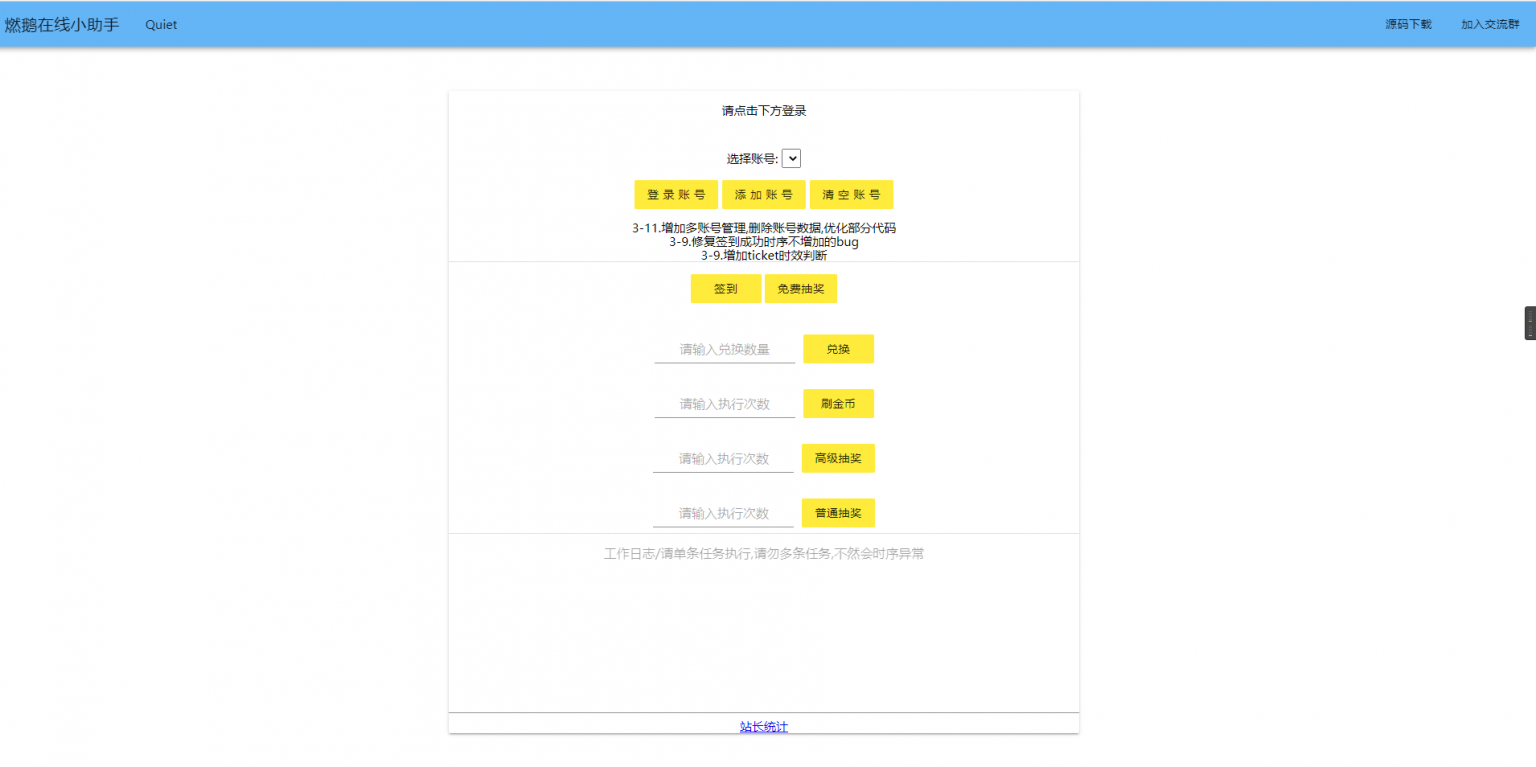 燃鹅在线小助手 Quiet 源码下载 加入交流群
请点击下方登录
选择账号:
登录账号 添加账号 清空账号
3-11.增加多账号管理,删除账号数据,优化部分代码
3-9.修复签到成功时序不增加的bug
3-9.增加ticket时效判断
签到 免费抽奖
请输入兑换数量 兑换
请输入执行次数 刷金币
请输入执行次数 高级抽奖
请输入执行次数 普通抽奖
工作日志/请单条任务执行,请勿多条任务,不然会时序异常
站长统计